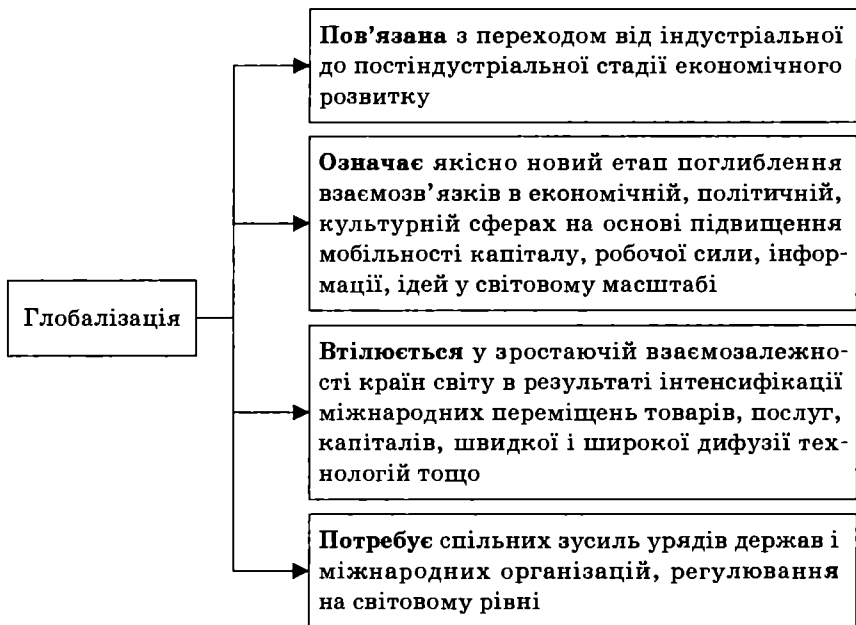 Пов’язана з переходом від індустріальної
до постіндустріальної стадії економічного
розвитку
Означає якісно новий етап поглиблення
взаємозв’язків в економічній, політичній,
культурній сферах на основі підвищення
мобільності капіталу, робочої сили, інфор-
мації, ідей у світовому масштабі
Глобалізація
Втілюється у зростаючій взаємозалежно-
сті країн світу в результаті інтенсифікації
міжнародних переміщень товарів, послуг,
капіталів, швидкої і широкої дифузії тех-
нологій тощо
Потребує спільних зусиль урядів держав і
міжнародних організацій, регулювання
на світовому рівні